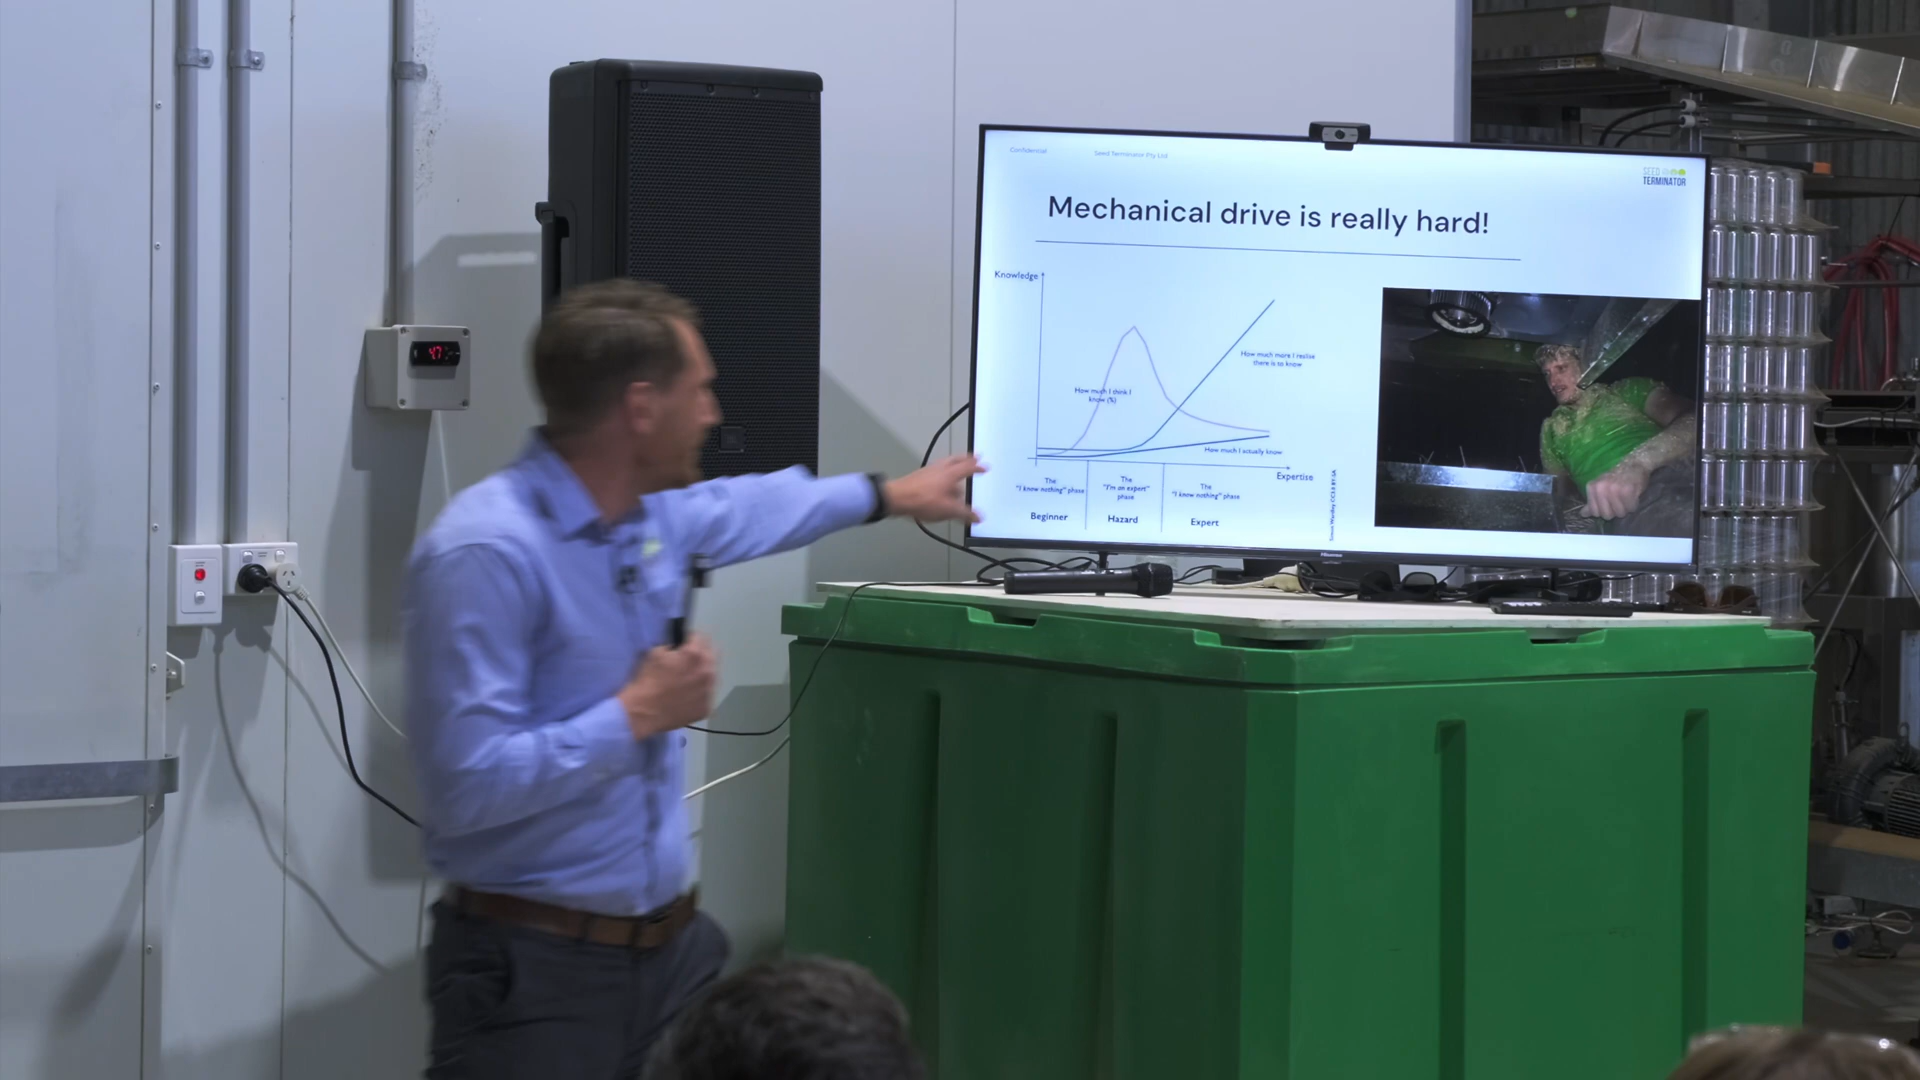 Confidential
Seed Terminator Pty Ltd
SEED
TERMINATOR
Mechanical drive is really hard!
Knowledge
How much more I realise
there is to know
How much I think I
know (%)
How much I actually know
Expertise
The
"I know nothing" phase
The
"I'm an expert"
phase
The
"I know nothing" phase
Beginner
Hazard
Expert
Hisense
47